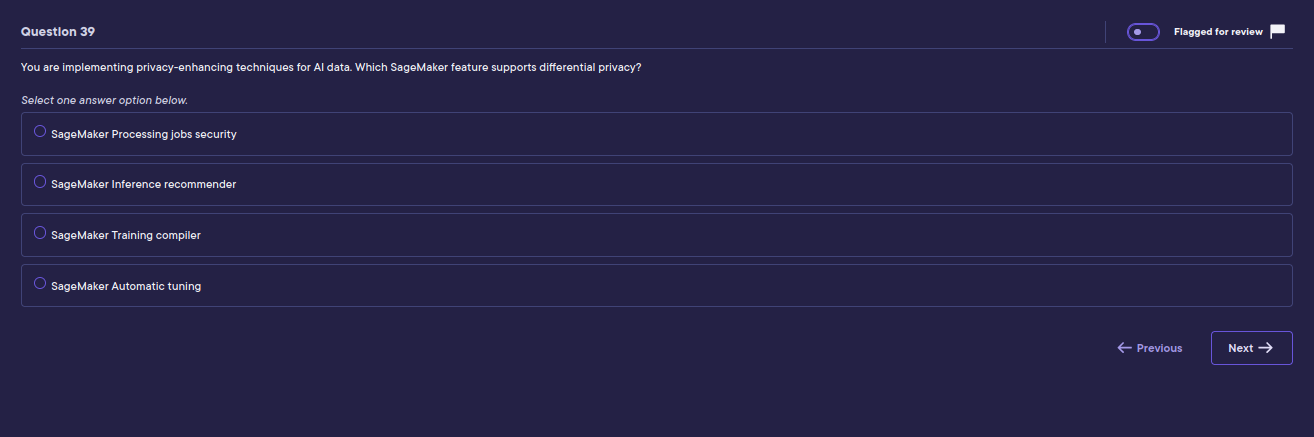 Question 39
Flagged for review
You are implementing privacy-enhancing techniques for AI data. Which SageMaker feature supports differential privacy?
Select one answer option below.
SageMaker Processing jobs security
SageMaker Inference recommender
SageMaker Training compiler
SageMaker Automatic tuning
Previous
Next